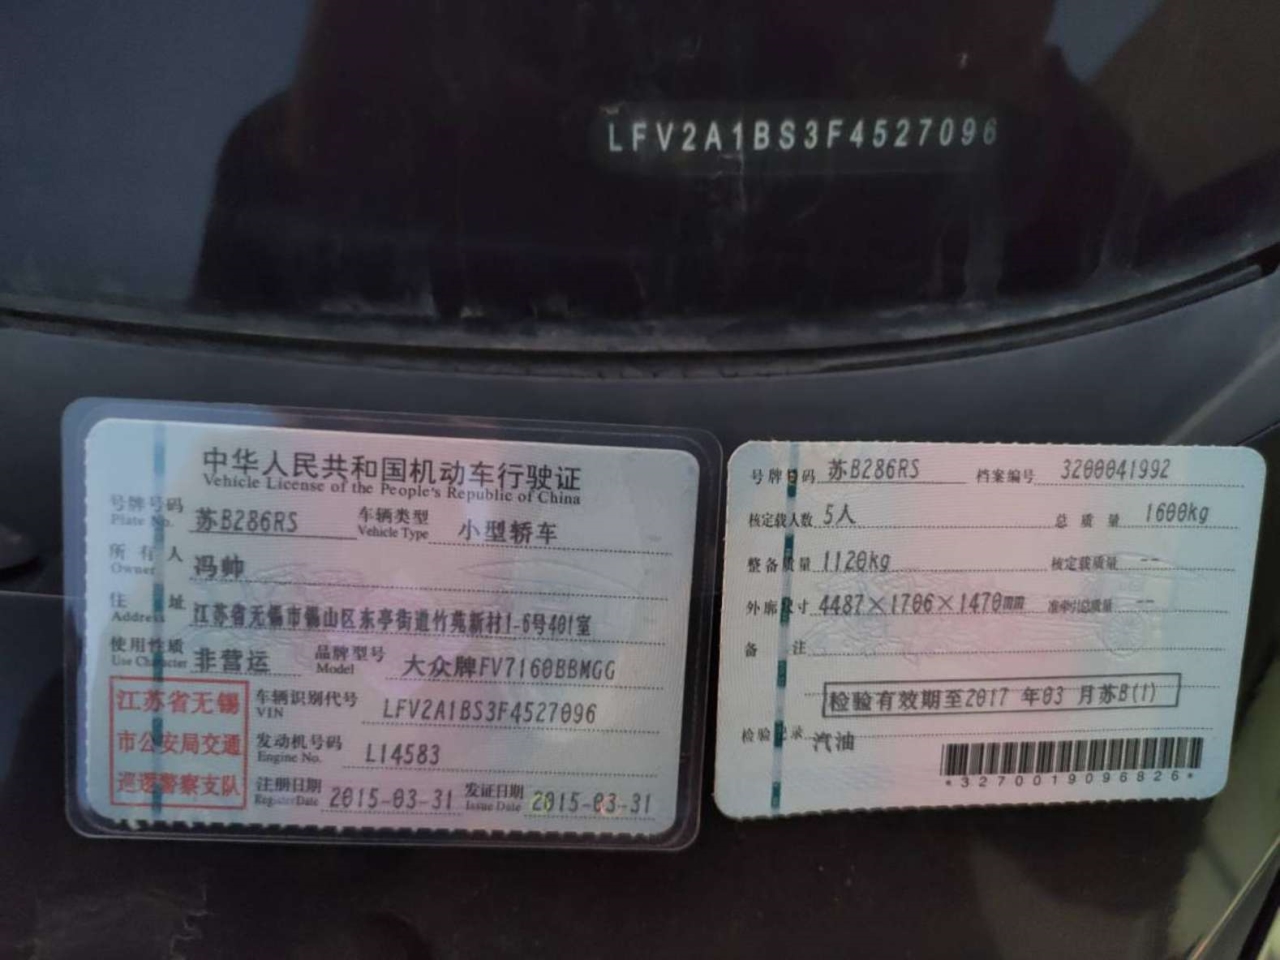 LFV2A1BS3F4527096
中华人民共和国机动车行驶证
Vehicle License of the People's Republic of China
号牌号码 苏B286RS 车辆类型 小型轿车
Plate No. Vehicle Type
所有人 冯帅
Owner
住址 江苏省无锡市锡山区东亭街道竹苑新村1-6号401室
Address
使用性质 非营运 品牌型号 大众牌FV7160BBMGG
Use Character Model
江苏省无锡
市公安局交通
巡逻警察支队
车辆识别代号 LFV2A1BS3F4527096
VIN
发动机号码 L14583
Engine No.
注册日期 2015-03-31 发证日期 2015-03-31
Register Date Issue Date
号牌号码 苏B286RS 档案编号 3200041992
核定载人数 5人 总质量 1600kg
整备质量 1120kg 核定载质量 --
外廓尺寸 4487×1706×1470mm 准牵引总质量 --
备注
检验有效期至2017 年03 月苏B(1)
检验记录 汽油
*3270019096826*